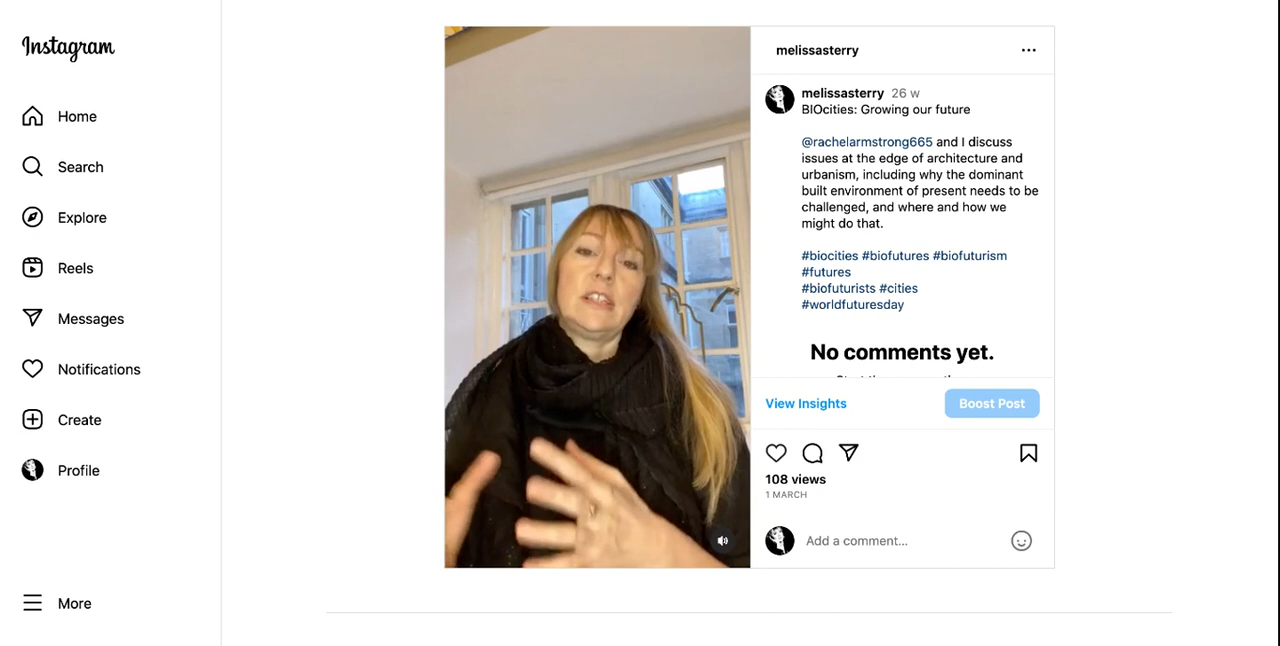 Instagram
Home
Search
Explore
Reels
Messages
Notifications
Create
Profile
More
melissasterry
melissasterry 26 w
BIOcities: Growing our future
@rachelarmstrong665 and I discuss
issues at the edge of architecture and
urbanism, including why the dominant
built environment of present needs to be
challenged, and where and how we
might do that.
#biocities #biofutures #biofuturism
#futures
#biofuturists #cities
#worldfuturesday
No comments yet.
View Insights
Boost Post
108 views
1 MARCH
Add a comment...